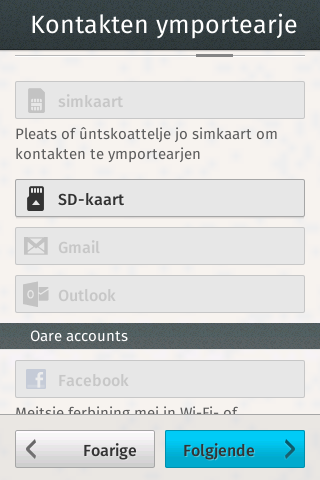 Kontakten ymportearje
simkaart
Pleats of ûntskoattelje jo simkaart om
kontakten te ymportearjen
SD-kaart
Gmail
Outlook
Oare accounts
Facebook
Meitsje ferbining mei in Wi-Fi- of
Foarige
Folgjende